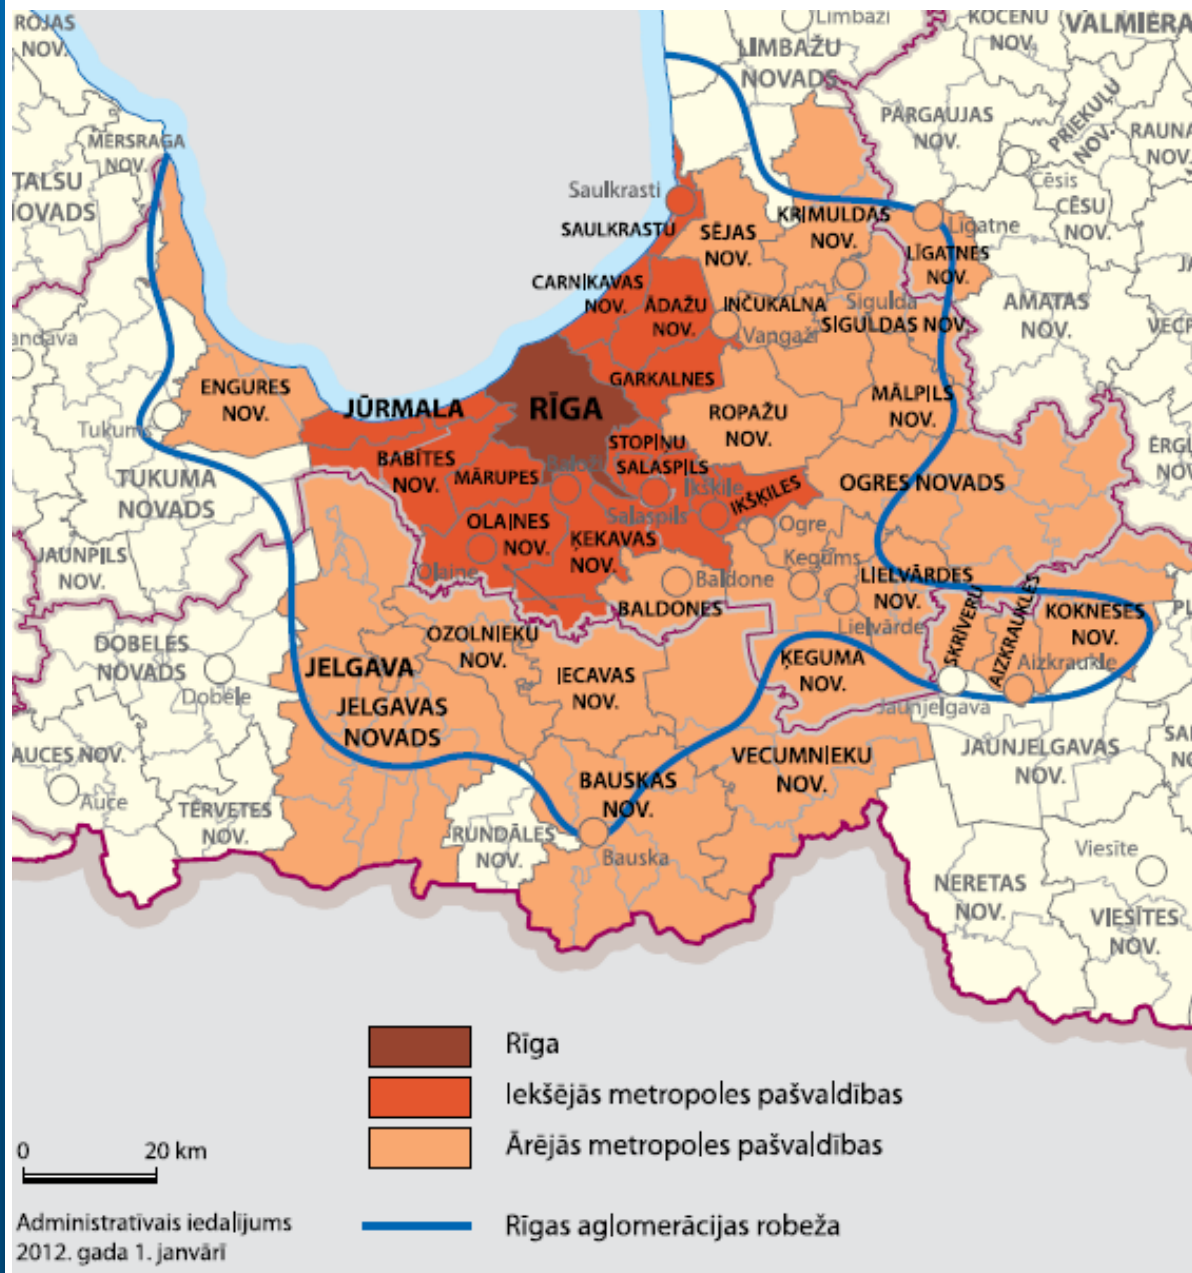 ROJAS
NOV.
Limbaži
KOCĒNU
NOV.
VALMIERA
LIMBAŽU
NOVADS
MĒRSRAGA
NOV.
PĀRGAUJAS
NOV.
PRIEKUĻU
NOV.
RAUNA
NOV.
TALSU
NOVADS
Saulkrasti
Cēsis
CĒSU
NOV.
SAULKRASTU
SĒJAS
NOV.
KRIMULDAS
NOV.
Līgatne
LĪGATNES
NOV.
CARNIKAVAS
NOV.
ĀDAŽU
NOV.
INČUKALNA
Sigulda
Vangaži
SIGULDAS NOV.
AMATAS
NOV.
VECP
andava
ENGURES
NOV.
JŪRMALA
RĪGA
GARKALNES
ROPAŽU
NOV.
MĀLPILS
NOV.
Tukums
TUKUMA
NOVADS
BABĪTES
NOV.
MĀRUPES
Baloži
STOPIŅU
SALASPILS
Salaspils
Ikšķile
IKŠĶILES
OGRES NOVADS
ĒRGĻ
NOV.
OLAINES
NOV.
Olaine
ĶEKAVAS
NOV.
Ogre
Ķegums
JAUNPILS
NOV.
Baldone
BALDONES
LIELVĀRDES
NOV.
Lielvārde
SKRĪVERU
AIZKRAUKLES
KOKNESES
NOV.
Aizkraukle
DOBELES
NOVADS
Dobele
OZOLNIEKU
NOV.
JELGAVA
JELGAVAS
NOVADS
IECAVAS
NOV.
ĶEGUMA
NOV.
Jaunjelgava
JAUNJELGAVAS
NOV.
AUCES NOV.
Auce
TĒRVETES
NOV.
BAUSKAS
NOV.
VECUMNIEKU
NOV.
RUNDĀLES
NOV.
Bauska
Viesīte
NERETAS
NOV.
VIESĪTES
NOV.
Rīga
Iekšējās metropoles pašvaldības
Ārējās metropoles pašvaldības
0 20 km
Administratīvais iedalījums
2012. gada 1. janvārī
Rīgas aglomerācijas robeža